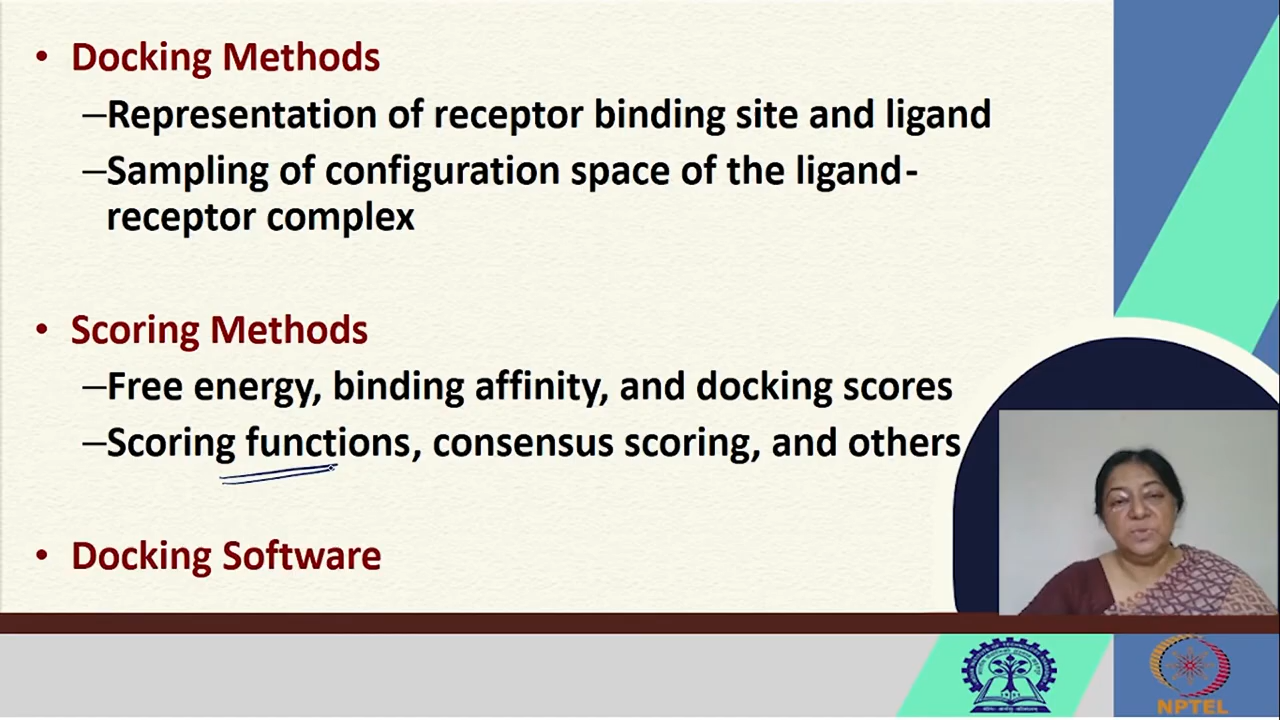 • Docking Methods
–Representation of receptor binding site and ligand
–Sampling of configuration space of the ligand-
receptor complex
• Scoring Methods
–Free energy, binding affinity, and docking scores
–Scoring functions, consensus scoring, and others
• Docking Software
NPTEL